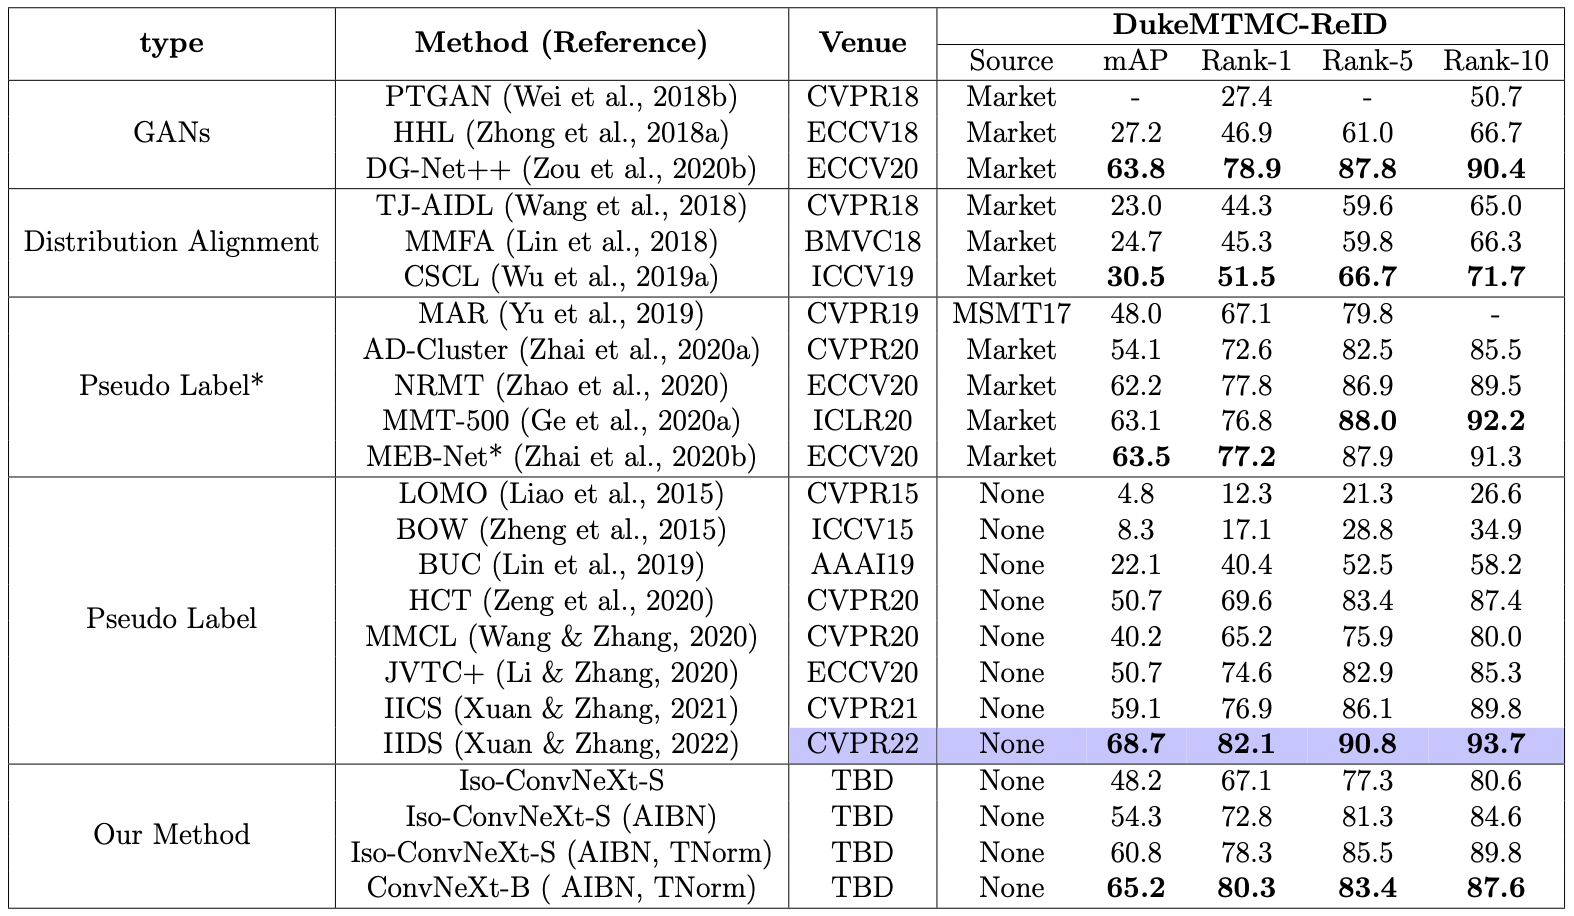 type Method (Reference) Venue DukeMTMC-ReID
Source mAP Rank-1 Rank-5 Rank-10
GANs PTGAN (Wei et al., 2018b) CVPR18 Market - 27.4 - 50.7
HHL (Zhong et al., 2018a) ECCV18 Market 27.2 46.9 61.0 66.7
DG-Net++ (Zou et al., 2020b) ECCV20 Market 63.8 78.9 87.8 90.4
Distribution Alignment TJ-AIDL (Wang et al., 2018) CVPR18 Market 23.0 44.3 59.6 65.0
MMFA (Lin et al., 2018) BMVC18 Market 24.7 45.3 59.8 66.3
CSCL (Wu et al., 2019a) ICCV19 Market 30.5 51.5 66.7 71.7
Pseudo Label* MAR (Yu et al., 2019) CVPR19 MSMT17 48.0 67.1 79.8 -
AD-Cluster (Zhai et al., 2020a) CVPR20 Market 54.1 72.6 82.5 85.5
NRMT (Zhao et al., 2020) ECCV20 Market 62.2 77.8 86.9 89.5
MMT-500 (Ge et al., 2020a) ICLR20 Market 63.1 76.8 88.0 92.2
MEB-Net* (Zhai et al., 2020b) ECCV20 Market 63.5 77.2 87.9 91.3
Pseudo Label LOMO (Liao et al., 2015) CVPR15 None 4.8 12.3 21.3 26.6
BOW (Zheng et al., 2015) ICCV15 None 8.3 17.1 28.8 34.9
BUC (Lin et al., 2019) AAAI19 None 22.1 40.4 52.5 58.2
HCT (Zeng et al., 2020) CVPR20 None 50.7 69.6 83.4 87.4
MMCL (Wang & Zhang, 2020) CVPR20 None 40.2 65.2 75.9 80.0
JVTC+ (Li & Zhang, 2020) ECCV20 None 50.7 74.6 82.9 85.3
IICS (Xuan & Zhang, 2021) CVPR21 None 59.1 76.9 86.1 89.8
IIDS (Xuan & Zhang, 2022) CVPR22 None 68.7 82.1 90.8 93.7
Our Method Iso-ConvNeXt-S TBD None 48.2 67.1 77.3 80.6
Iso-ConvNeXt-S (AIBN) TBD None 54.3 72.8 81.3 84.6
Iso-ConvNeXt-S (AIBN, TNorm) TBD None 60.8 78.3 85.5 89.8
ConvNeXt-B ( AIBN, TNorm) TBD None 65.2 80.3 83.4 87.6